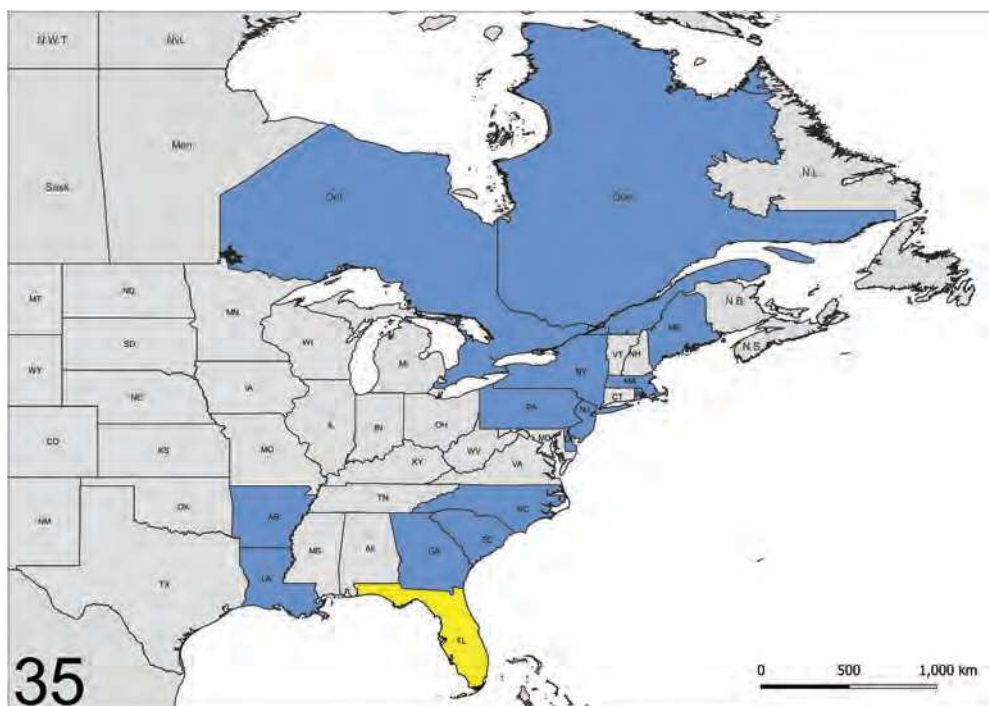 N.W.T.
Nvt.
Man.
Sask.
Ont.
Que.
N.L.
MT
ND
MN
N.B.
ME
N.S.
SD
WI
VT
NH
WY
MI
NY
MA
IA
CT
NE
PA
NJ
OH
IL
IN
CO
MD
KS
MO
WV
VA
KY
TN
NC
OK
AR
NM
SC
MS
GA
TX
LA
FL
35
0 500 1,000 km